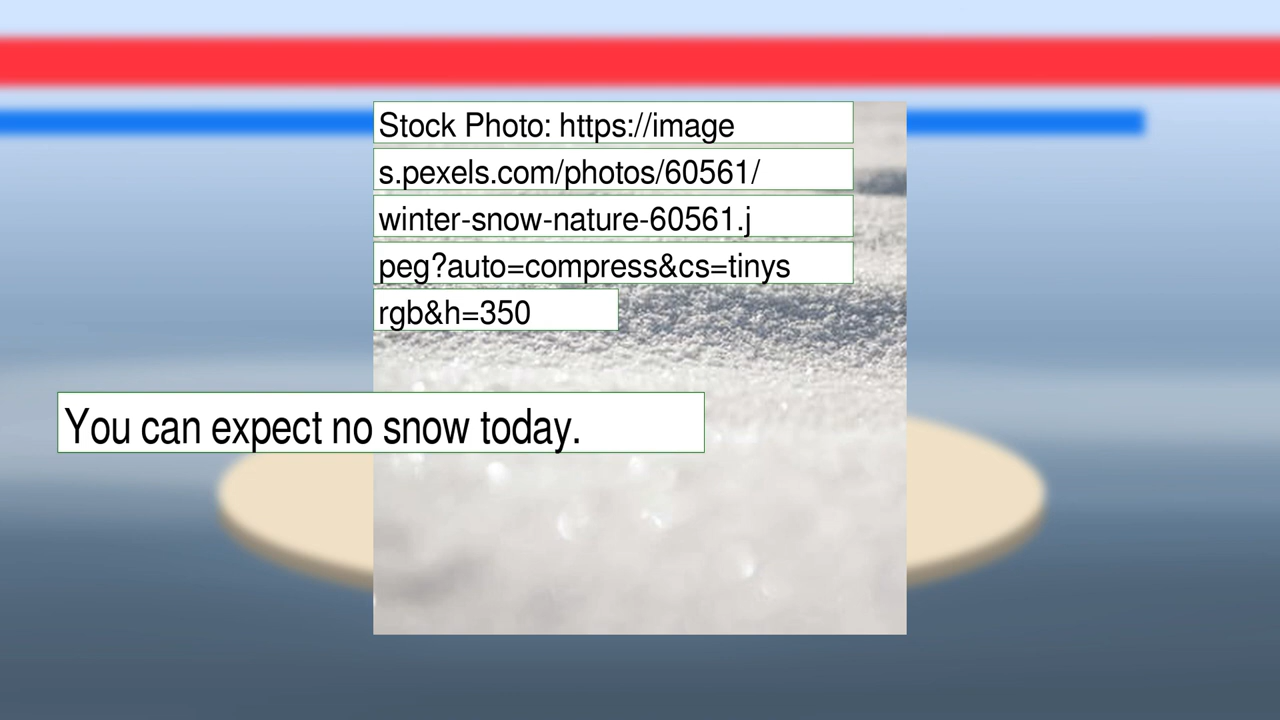 Stock Photo: https://image
s.pexels.com/photos/60561/
winter-snow-nature-60561.j
peg?auto=compress&cs=tinys
rgb&h=350
You can expect no snow today.